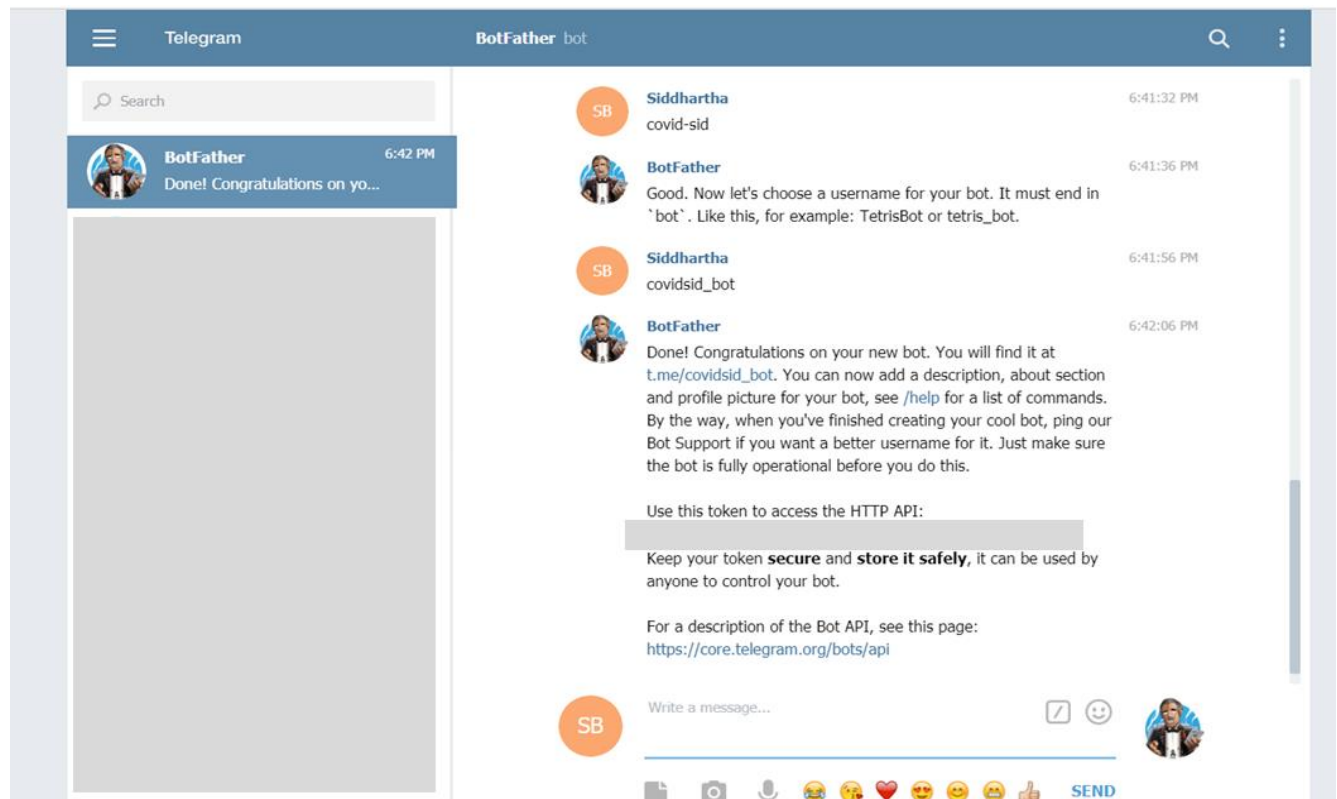 Telegram
BotFather bot
Search
BotFather 6:42 PM
Done! Congratulations on yo...
SB
Siddhartha 6:41:32 PM
covid-sid
BotFather 6:41:36 PM
Good. Now let's choose a username for your bot. It must end in
`bot`. Like this, for example: TetrisBot or tetris_bot.
SB
Siddhartha 6:41:56 PM
covidsid_bot
BotFather 6:42:06 PM
Done! Congratulations on your new bot. You will find it at
t.me/covidsid_bot. You can now add a description, about section
and profile picture for your bot, see /help for a list of commands.
By the way, when you've finished creating your cool bot, ping our
Bot Support if you want a better username for it. Just make sure
the bot is fully operational before you do this.
Use this token to access the HTTP API:
Keep your token secure and store it safely, it can be used by
anyone to control your bot.
For a description of the Bot API, see this page:
https://core.telegram.org/bots/api
SB
Write a message...
SEND